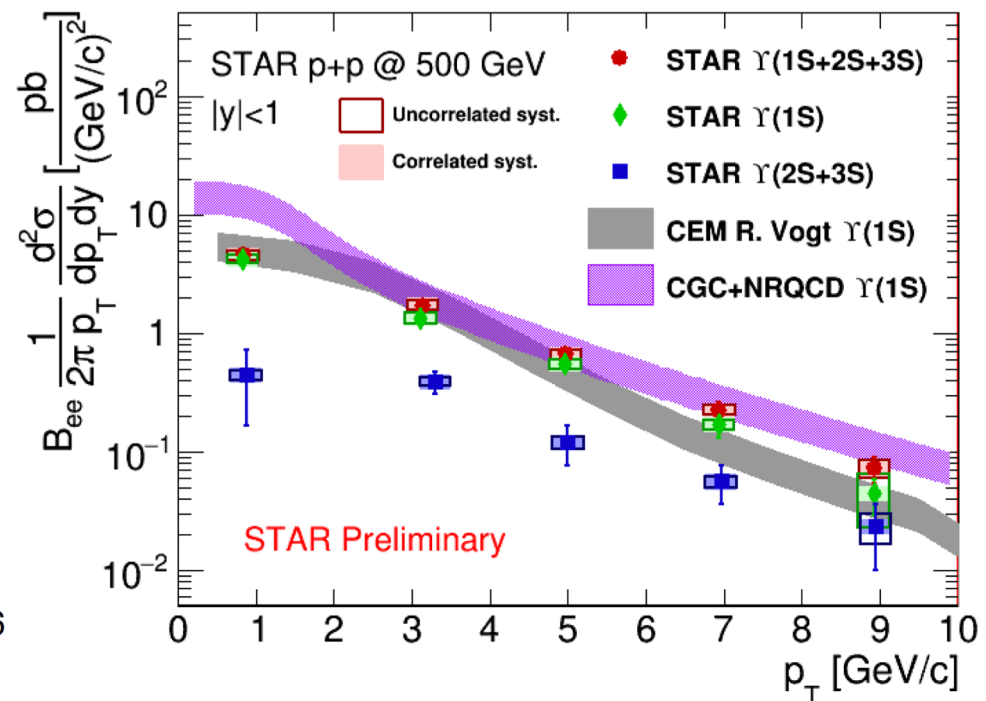 STAR p+p @ 500 GeV
|y|<1
Uncorrelated syst.
Correlated syst.
STAR ϒ(1S+2S+3S)
STAR ϒ(1S)
STAR ϒ(2S+3S)
CEM R. Vogt ϒ(1S)
CGC+NRQCD ϒ(1S)
STAR Preliminary
B_ee 1/(2π p_T) d²σ/(dp_T dy) [pb/(GeV/c)²]
10²
10
1
10⁻¹
10⁻²
0 1 2 3 4 5 6 7 8 9 10
p_T [GeV/c]